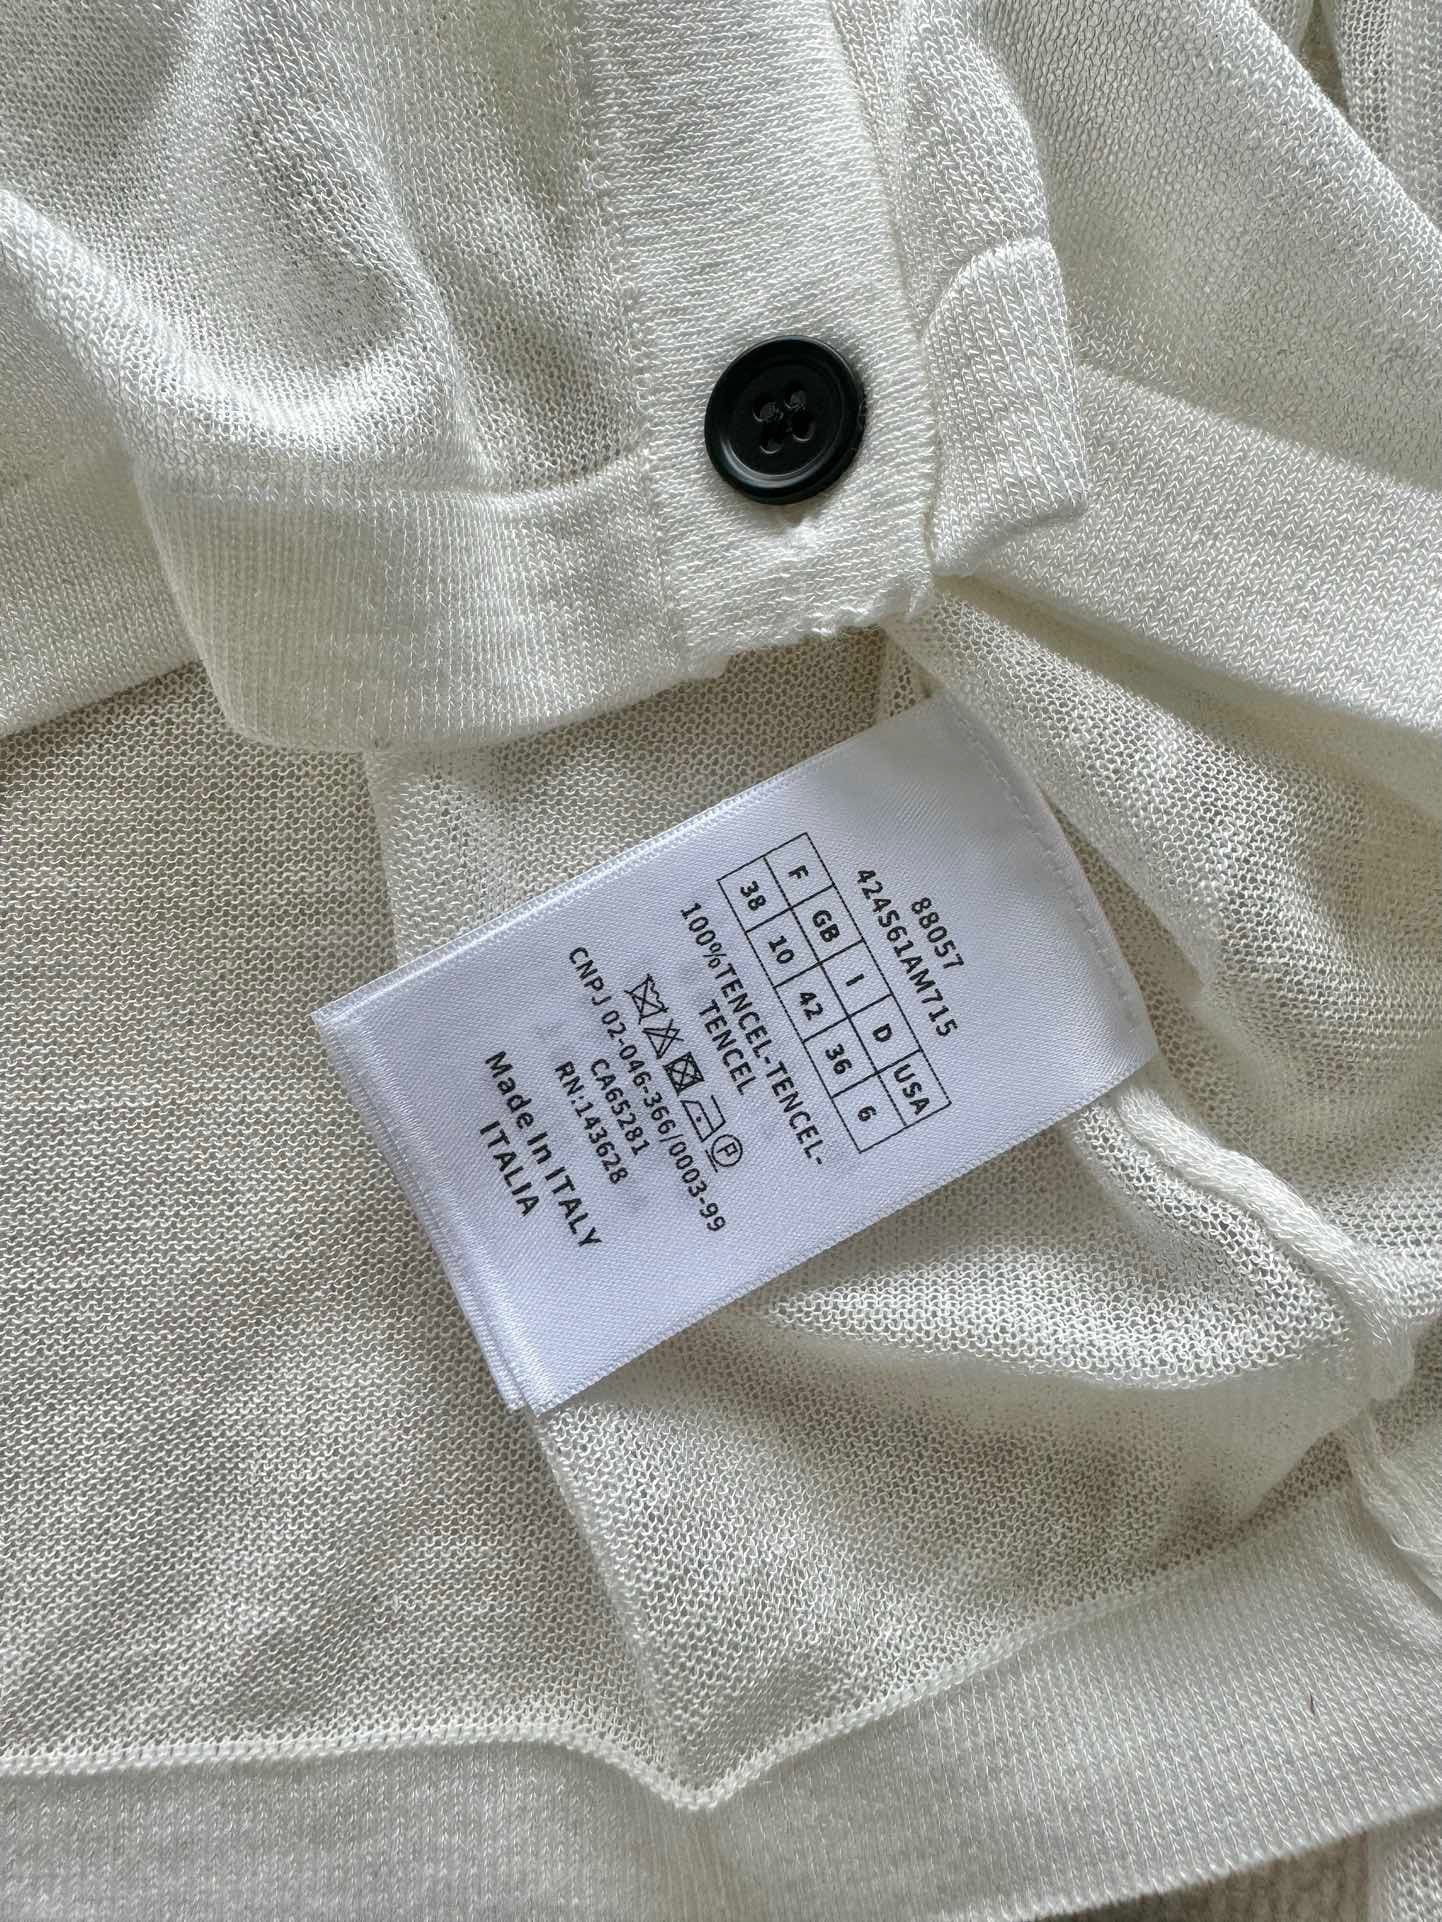 88057
424S61AM715
F GB I D USA
38 10 42 36 6
100%TENCEL-TENCEL-
TENCEL
P
CNPJ 02-046-366/0003-99
CA65281
RN:143628
Made In ITALY
ITALIA